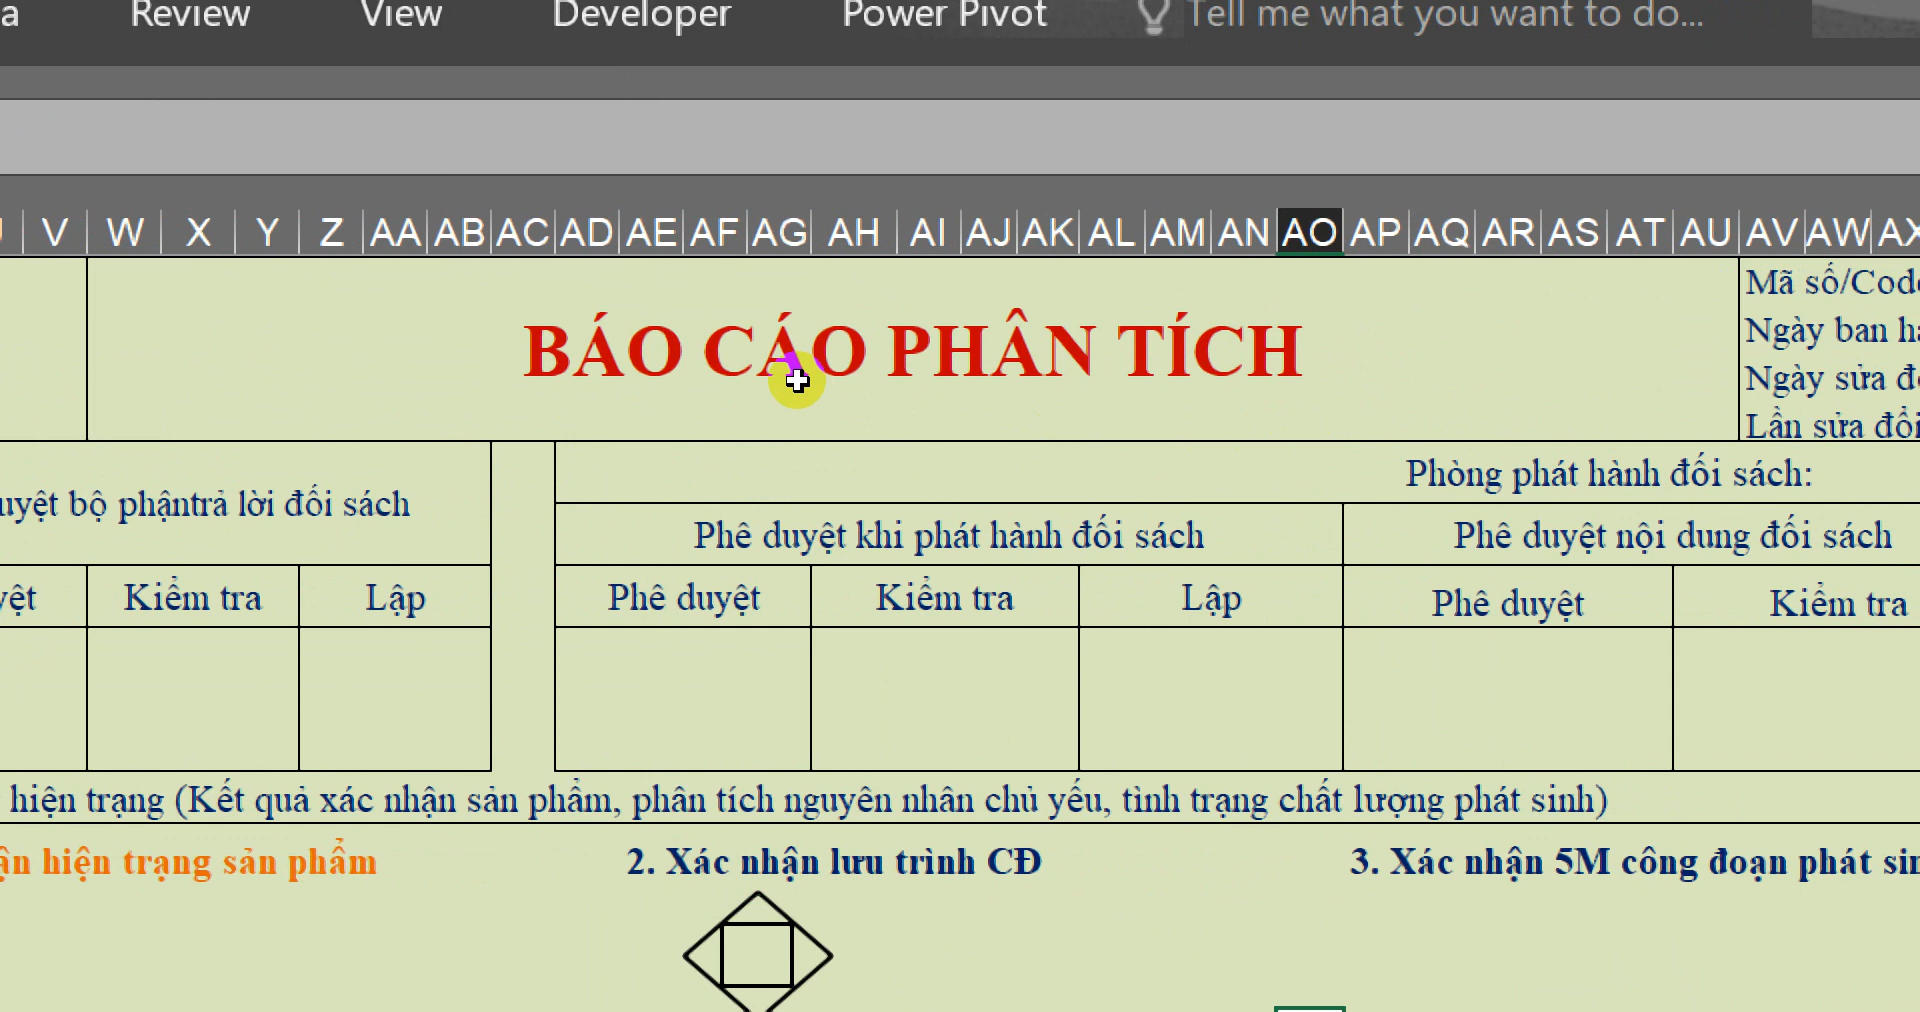 a Review View Developer Power Pivot Tell me what you want to do...
V W X Y Z AA AB AC AD AE AF AG AH AI AJ AK AL AM AN AO AP AQ AR AS AT AU AV AW AX
BÁO CÁO PHÂN TÍCH
Mã số/Code
Ngày ban hà
Ngày sửa đổ
Lần sửa đổi
uyệt bộ phậntrả lời đối sách
Phòng phát hành đối sách:
Phê duyệt khi phát hành đối sách Phê duyệt nội dung đối sách
yệt Kiểm tra Lập Phê duyệt Kiểm tra Lập Phê duyệt Kiểm tra
hiện trạng (Kết quả xác nhận sản phẩm, phân tích nguyên nhân chủ yếu, tình trạng chất lượng phát sinh)
ận hiện trạng sản phẩm 2. Xác nhận lưu trình CĐ 3. Xác nhận 5M công đoạn phát sin